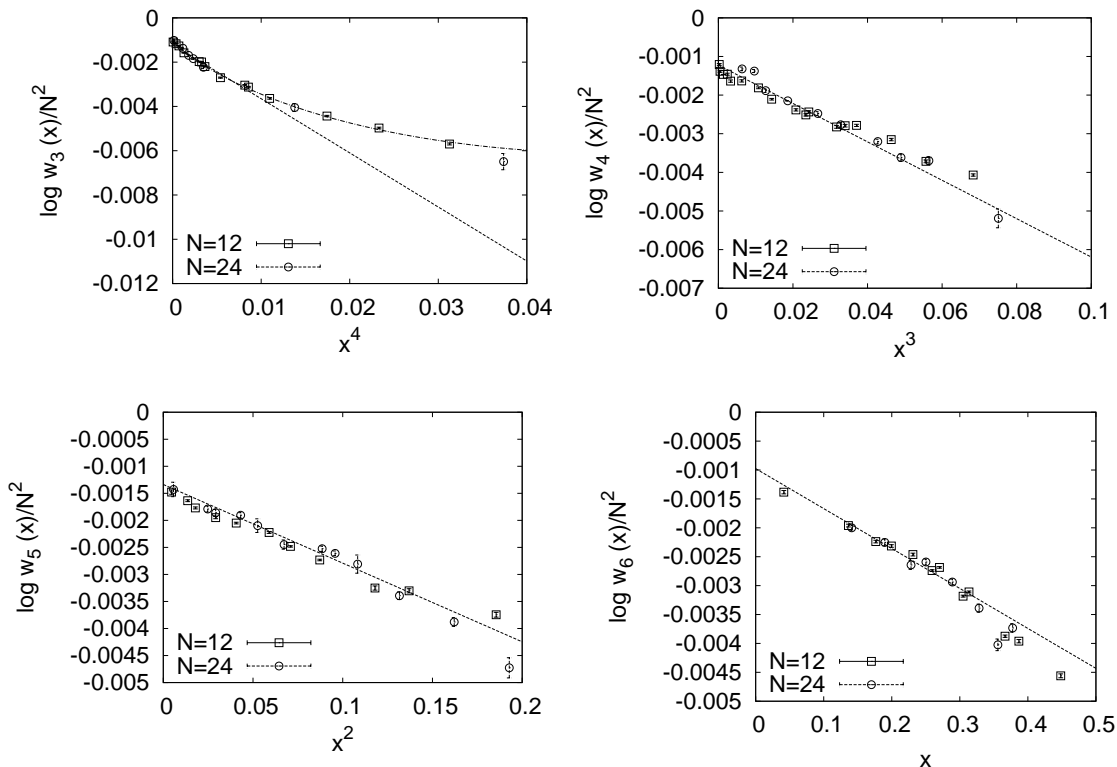 log w3 (x)/N2
0
-0.002
-0.004
-0.006
-0.008
-0.01
-0.012
N=12
N=24
0 0.01 0.02 0.03 0.04
x4
log w4 (x)/N2
0
-0.001
-0.002
-0.003
-0.004
-0.005
-0.006
-0.007
N=12
N=24
0 0.02 0.04 0.06 0.08 0.1
x3
log w5 (x)/N2
0
-0.0005
-0.001
-0.0015
-0.002
-0.0025
-0.003
-0.0035
-0.004
-0.0045
-0.005
N=12
N=24
0 0.05 0.1 0.15 0.2
x2
log w6 (x)/N2
0
-0.0005
-0.001
-0.0015
-0.002
-0.0025
-0.003
-0.0035
-0.004
-0.0045
-0.005
N=12
N=24
0 0.1 0.2 0.3 0.4 0.5
x